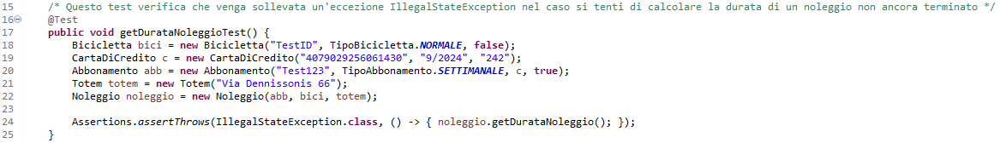 15 /* Questo test verifica che venga sollevata un'eccezione IllegalStateException nel caso si tenti di calcolare la durata di un noleggio non ancora terminato */
16 @Test
17 public void getDurataNoleggioTest() {
18 Bicicletta bici = new Bicicletta("TestID", TipoBicicletta.NORMALE, false);
19 CartaDiCredito c = new CartaDiCredito("4079029256061430", "9/2024", "242");
20 Abbonamento abb = new Abbonamento("Test123", TipoAbbonamento.SETTIMANALE, c, true);
21 Totem totem = new Totem("Via Dennissonis 66");
22 Noleggio noleggio = new Noleggio(abb, bici, totem);
23
24 Assertions.assertThrows(IllegalStateException.class, () -> { noleggio.getDurataNoleggio(); });
25 }